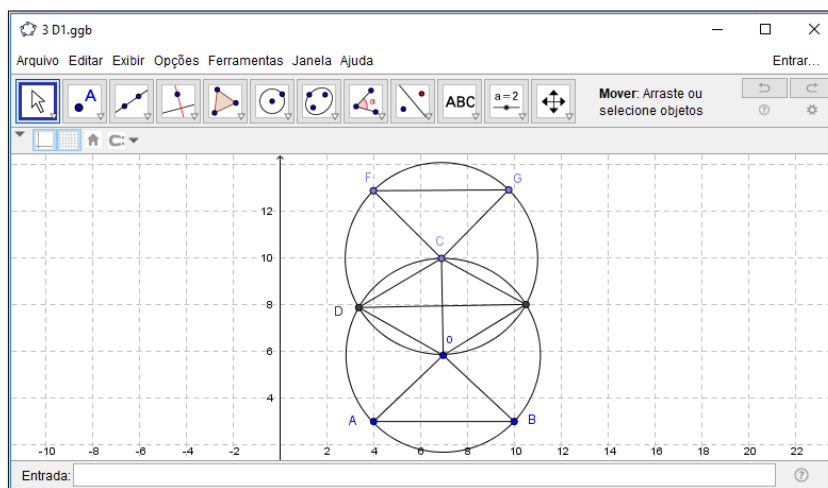 3 D1.ggb
Arquivo Editar Exibir Opções Ferramentas Janela Ajuda Entrar...
A α ABC a=2 Mover: Arraste ou
selecione objetos
F G
12
C
10
D 8
o
6
4
A B
-10 -8 -6 -4 -2 2 4 6 8 10 12 14 16 18 20 22
Entrada: